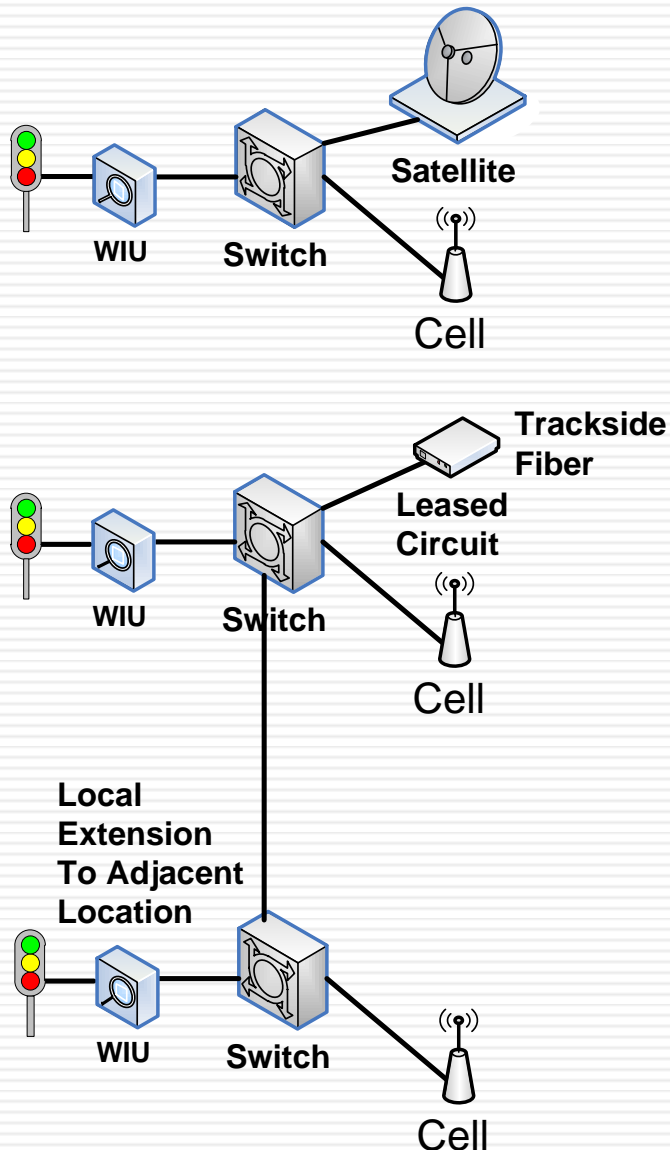 Satellite
WIU
Switch
Cell
Trackside
Fiber
Leased
Circuit
WIU
Switch
Cell
Local
Extension
To Adjacent
Location
WIU
Switch
Cell